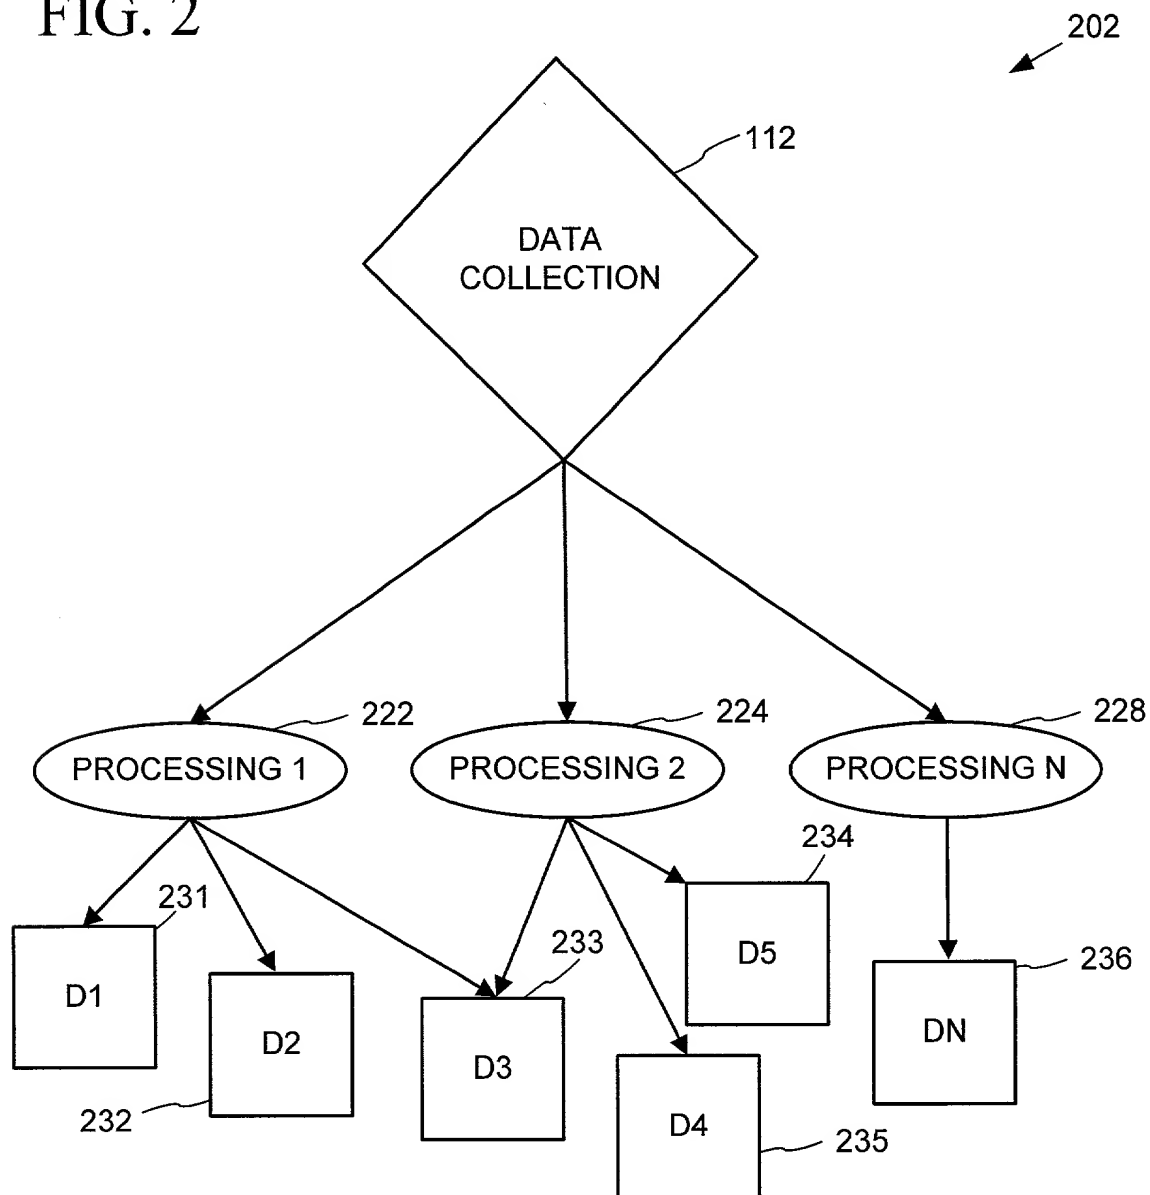 FIG. 2
202
112
DATA
COLLECTION
222
224
228
PROCESSING 1
PROCESSING 2
PROCESSING N
234
231
233
236
D5
D1
DN
D2
D3
232
D4
235